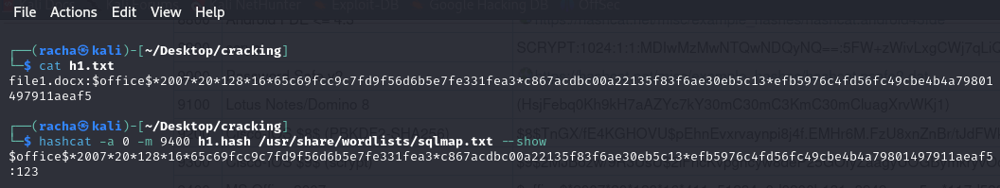 File Actions Edit View Help
┌──(racha㉿kali)-[~/Desktop/cracking]
└─$ cat h1.txt
file1.docx:$office$*2007*20*128*16*65c69fcc9c7fd9f56d6b5e7fe331fea3*c867acdbc00a22135f83f6ae30eb5c13*efb5976c4fd56fc49cbe4b4a79801
497911aeaf5
┌──(racha㉿kali)-[~/Desktop/cracking]
└─$ hashcat -a 0 -m 9400 h1.hash /usr/share/wordlists/sqlmap.txt --show
$office$*2007*20*128*16*65c69fcc9c7fd9f56d6b5e7fe331fea3*c867acdbc00a22135f83f6ae30eb5c13*efb5976c4fd56fc49cbe4b4a79801497911aeaf5
:123